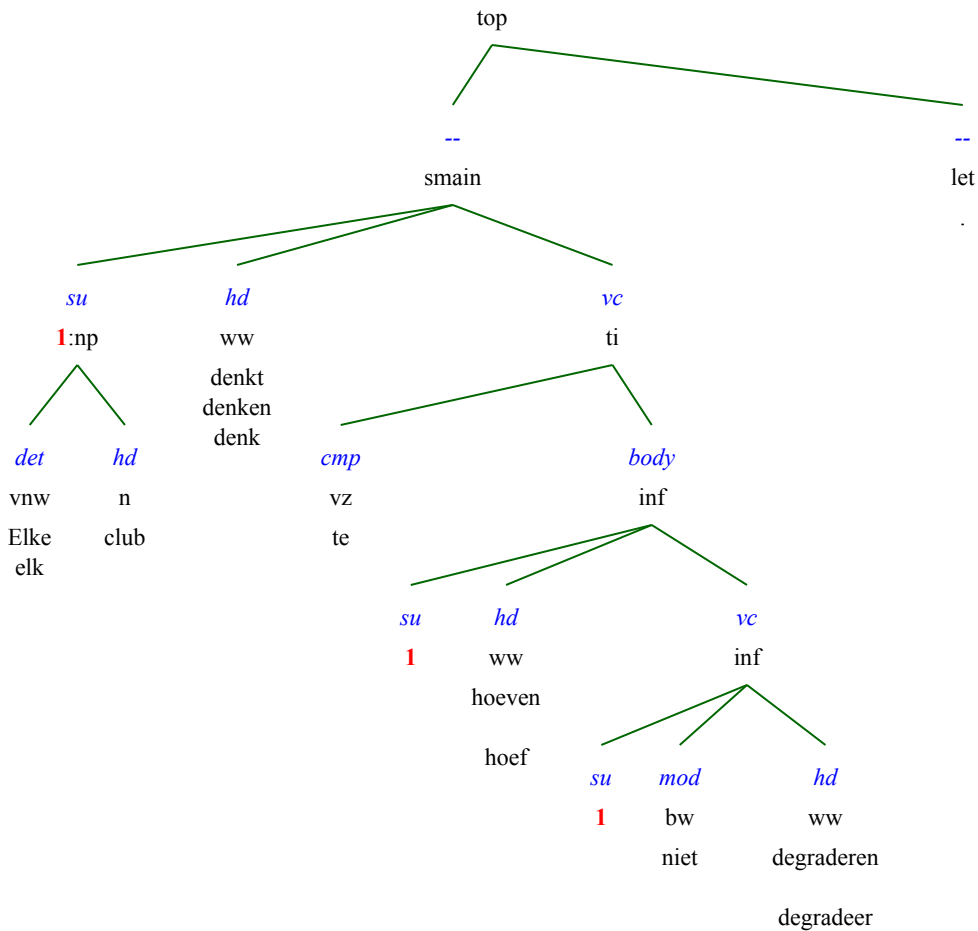 top
-- --
smain let
.
su hd vc
1:np ww ti
denkt
denken
denk
det hd cmp body
vnw n vz inf
Elke club te
elk
su hd vc
1 ww inf
hoeven
hoef
su mod hd
1 bw ww
niet degraderen
degradeer